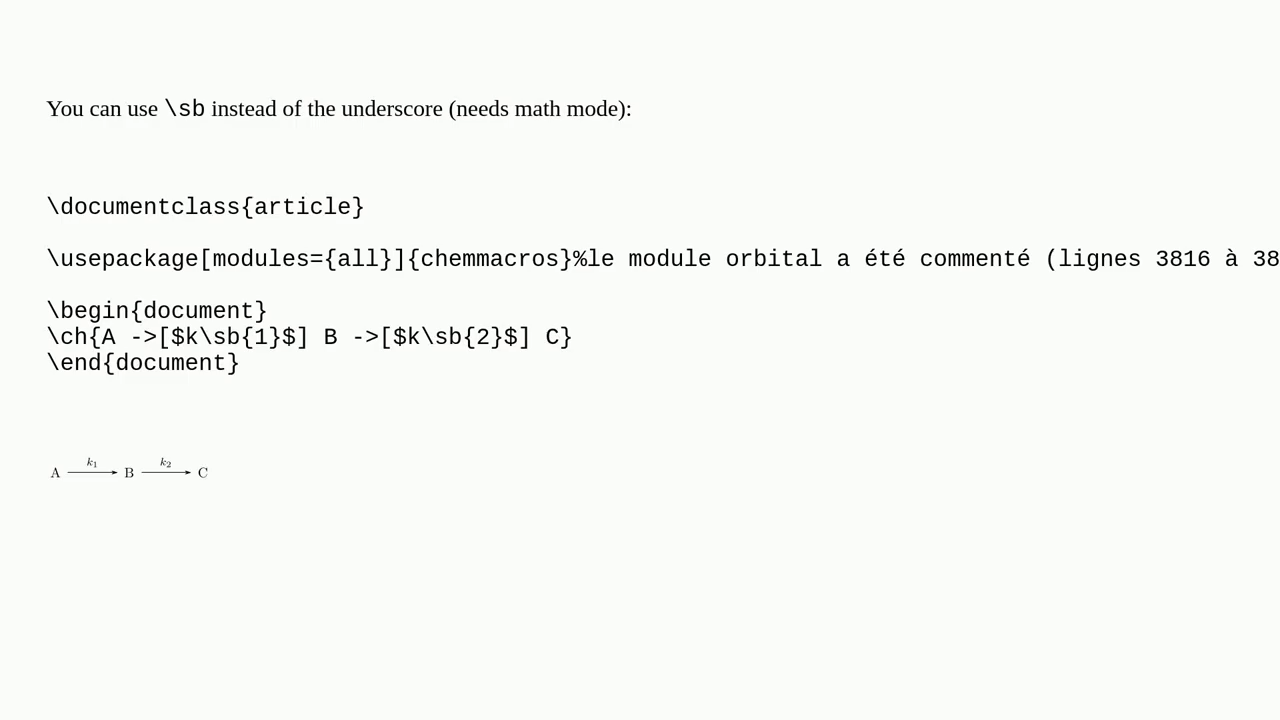 You can use \sb instead of the underscore (needs math mode):
\documentclass{article}
\usepackage[modules={all}]{chemmacros}%le module orbital a été commenté (lignes 3816 à 38
\begin{document}
\ch{A ->[$k\sb{1}$] B ->[$k\sb{2}$] C}
\end{document}
k₁ k₂
A ⟶ B ⟶ C